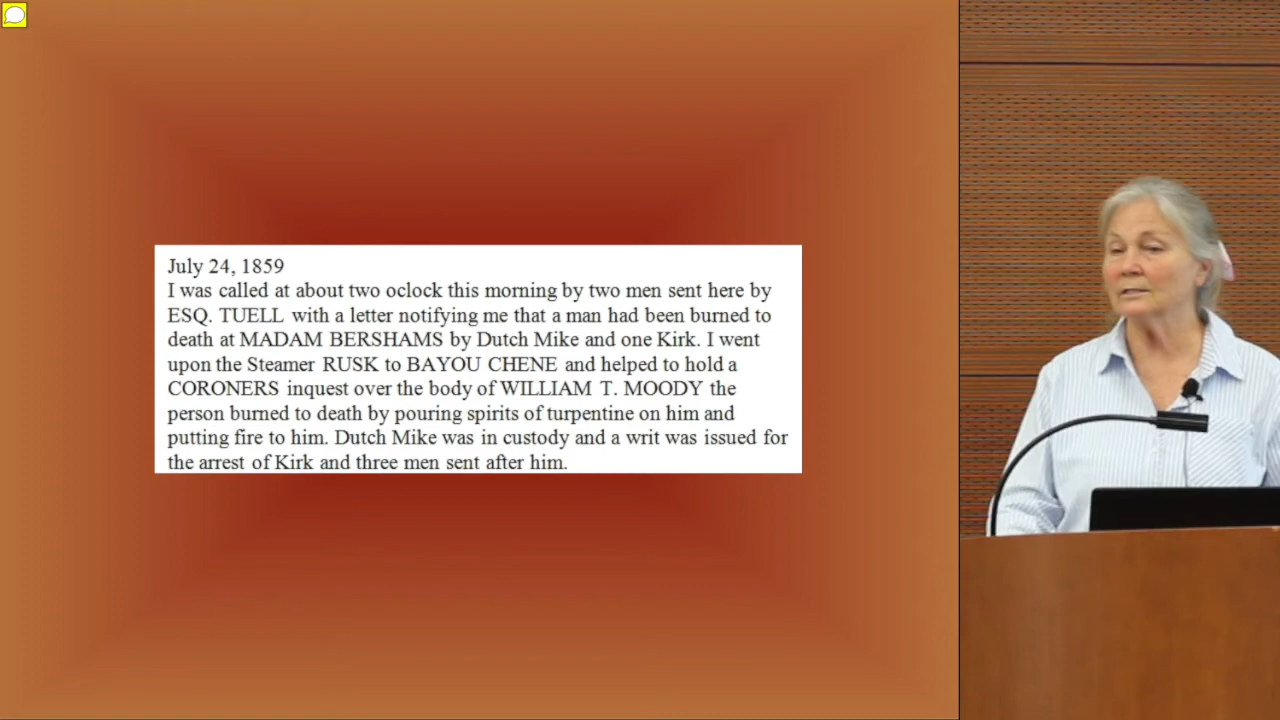 July 24, 1859
I was called at about two oclock this morning by two men sent here by
ESQ. TUELL with a letter notifying me that a man had been burned to
death at MADAM BERSHAMS by Dutch Mike and one Kirk. I went
upon the Steamer RUSK to BAYOU CHENE and helped to hold a
CORONERS inquest over the body of WILLIAM T. MOODY the
person burned to death by pouring spirits of turpentine on him and
putting fire to him. Dutch Mike was in custody and a writ was issued for
the arrest of Kirk and three men sent after him.